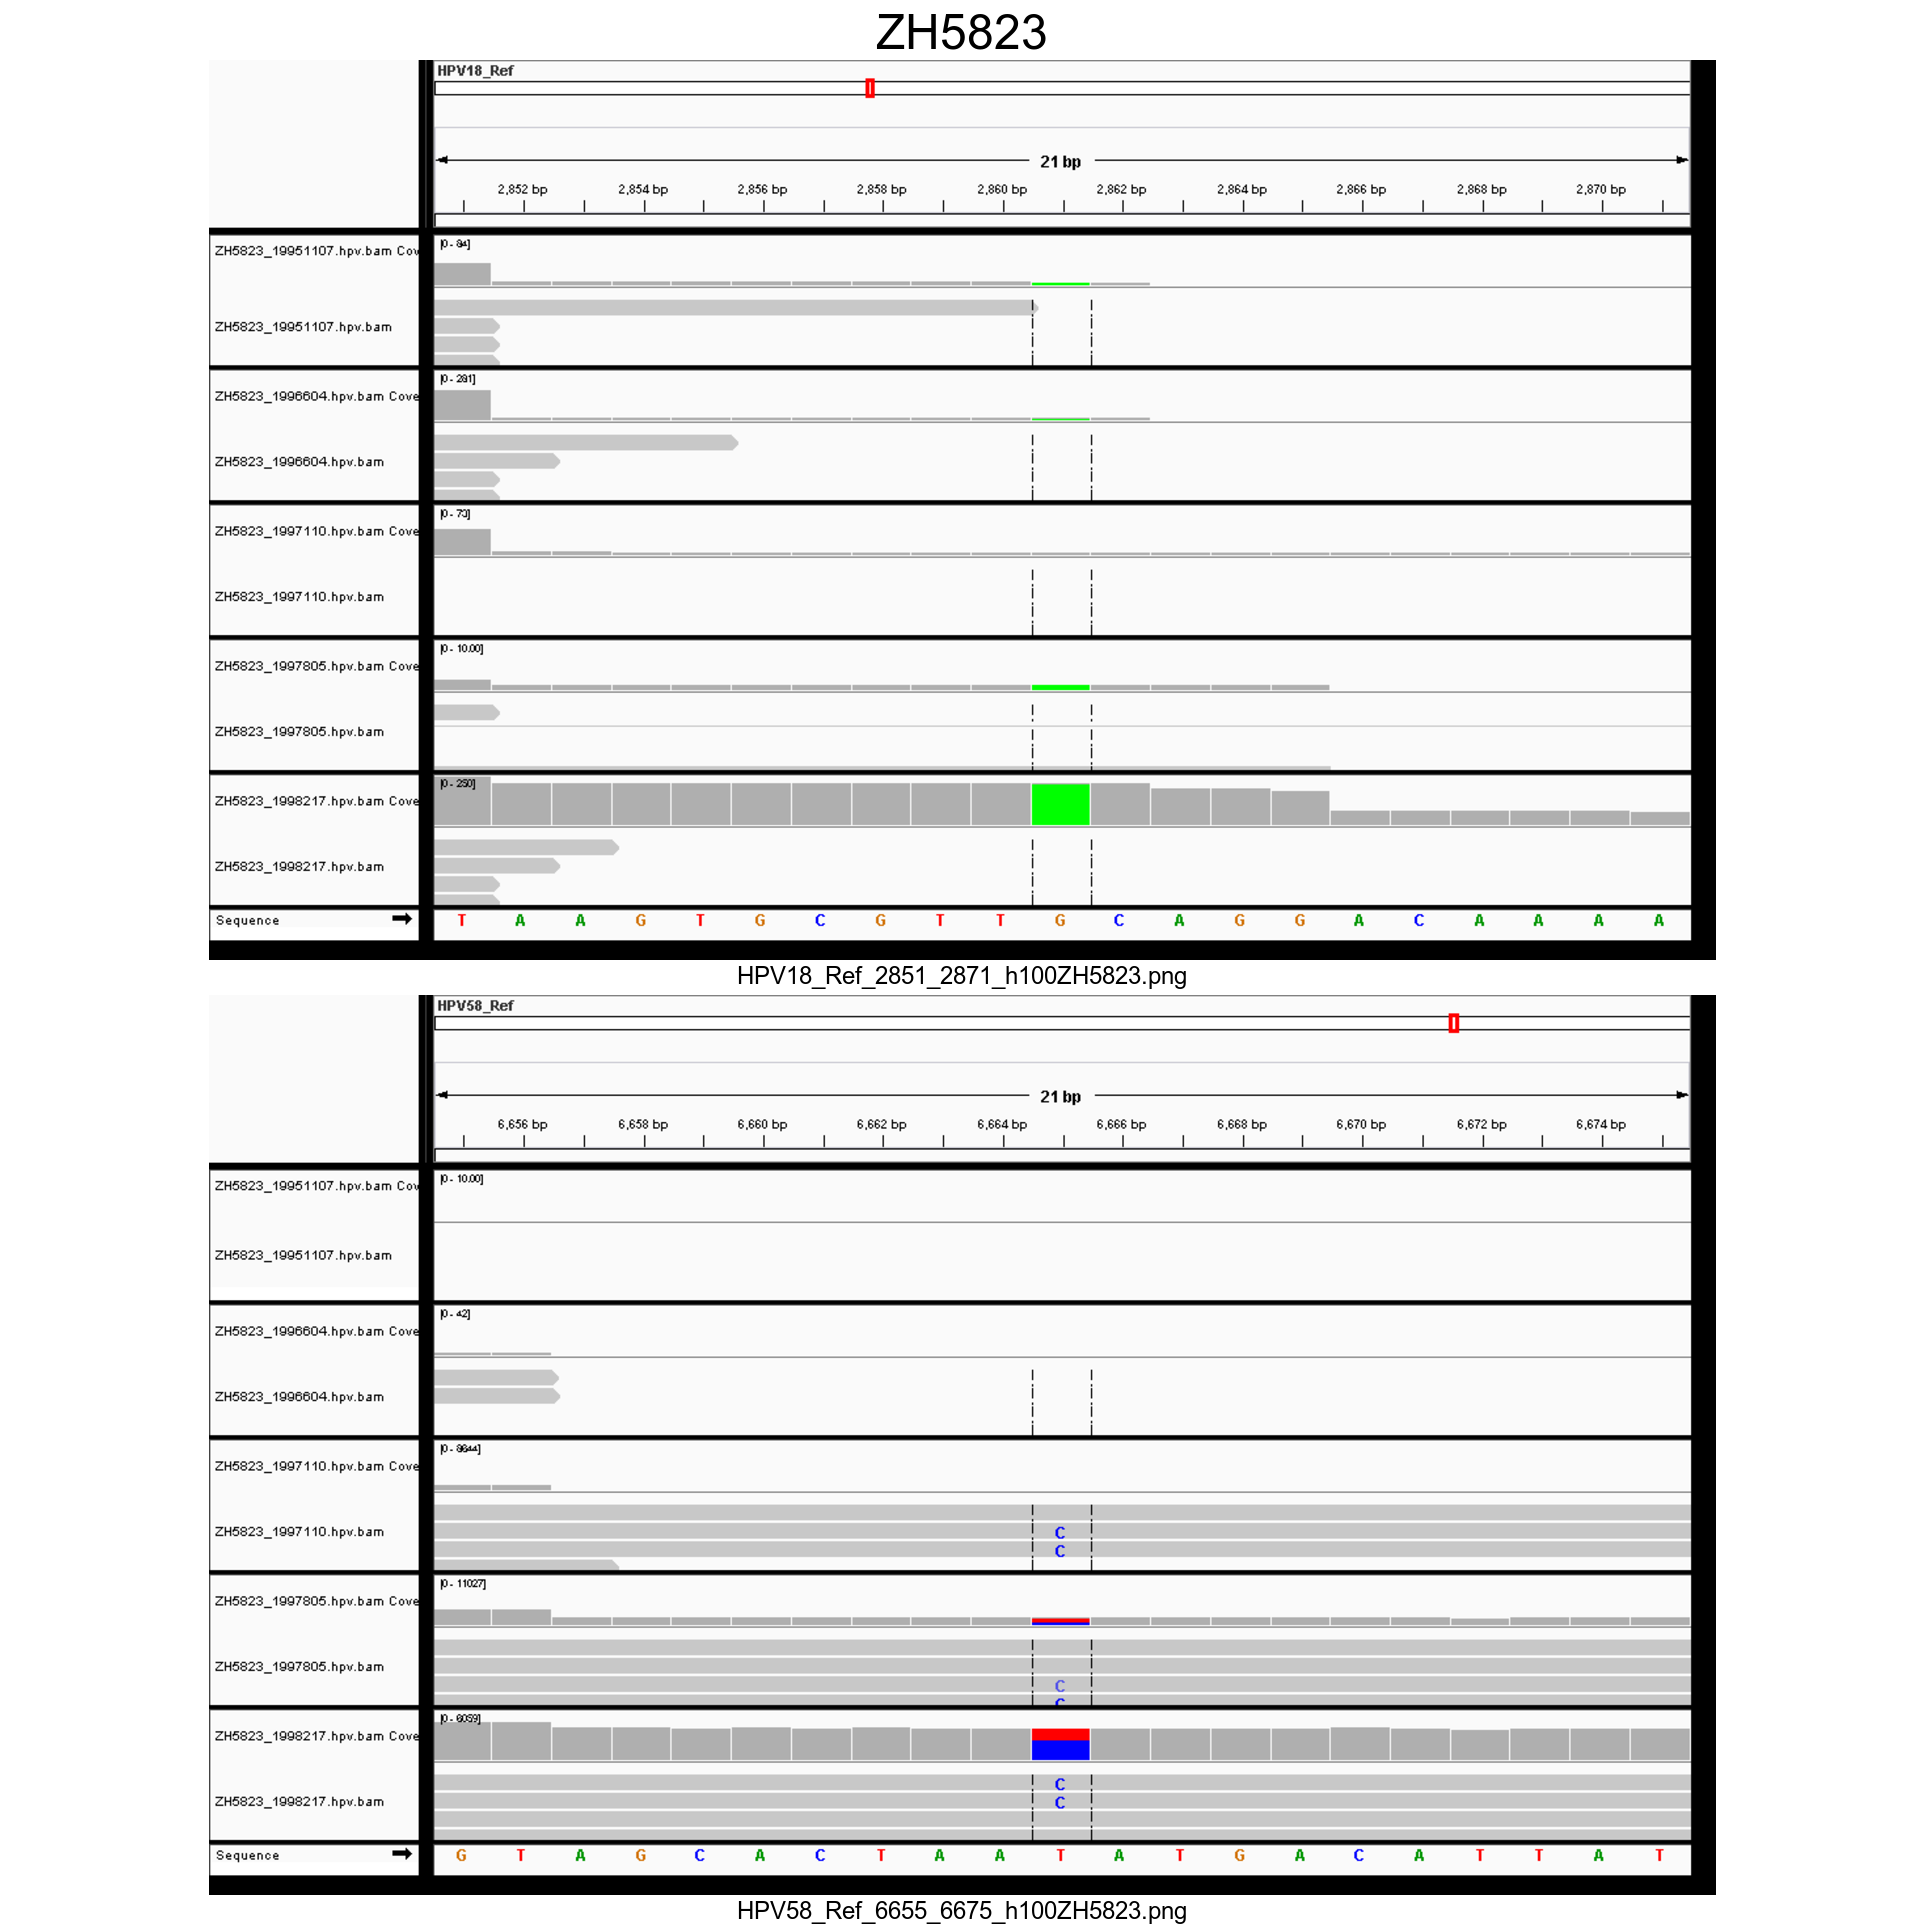 ZH5823
HPV18_Ref
21 bp
2,852 bp 2,854 bp 2,856 bp 2,858 bp 2,860 bp 2,862 bp 2,864 bp 2,866 bp 2,868 bp 2,870 bp
ZH5823_19951107.hpv.bam Cov
[0 - 84]
ZH5823_19951107.hpv.bam
ZH5823_1996604.hpv.bam Cove
[0 - 281]
ZH5823_1996604.hpv.bam
ZH5823_1997110.hpv.bam Cove
[0 - 73]
ZH5823_1997110.hpv.bam
ZH5823_1997805.hpv.bam Cove
[0 - 10.00]
ZH5823_1997805.hpv.bam
ZH5823_1998217.hpv.bam Cove
[0 - 250]
ZH5823_1998217.hpv.bam
Sequence T A A G T G C G T T G C A G G A C A A A A
HPV18_Ref_2851_2871_h100ZH5823.png
HPV58_Ref
21 bp
6,656 bp 6,658 bp 6,660 bp 6,662 bp 6,664 bp 6,666 bp 6,668 bp 6,670 bp 6,672 bp 6,674 bp
ZH5823_19951107.hpv.bam Cov
[0 - 10.00]
ZH5823_19951107.hpv.bam
ZH5823_1996604.hpv.bam Cove
[0 - 42]
ZH5823_1996604.hpv.bam
ZH5823_1997110.hpv.bam Cove
[0 - 8644]
ZH5823_1997110.hpv.bam C
C
ZH5823_1997805.hpv.bam Cove
[0 - 11027]
ZH5823_1997805.hpv.bam
C
C
ZH5823_1998217.hpv.bam Cove
[0 - 6059]
C
ZH5823_1998217.hpv.bam C
Sequence G T A G C A C T A A T A T G A C A T T A T
HPV58_Ref_6655_6675_h100ZH5823.png